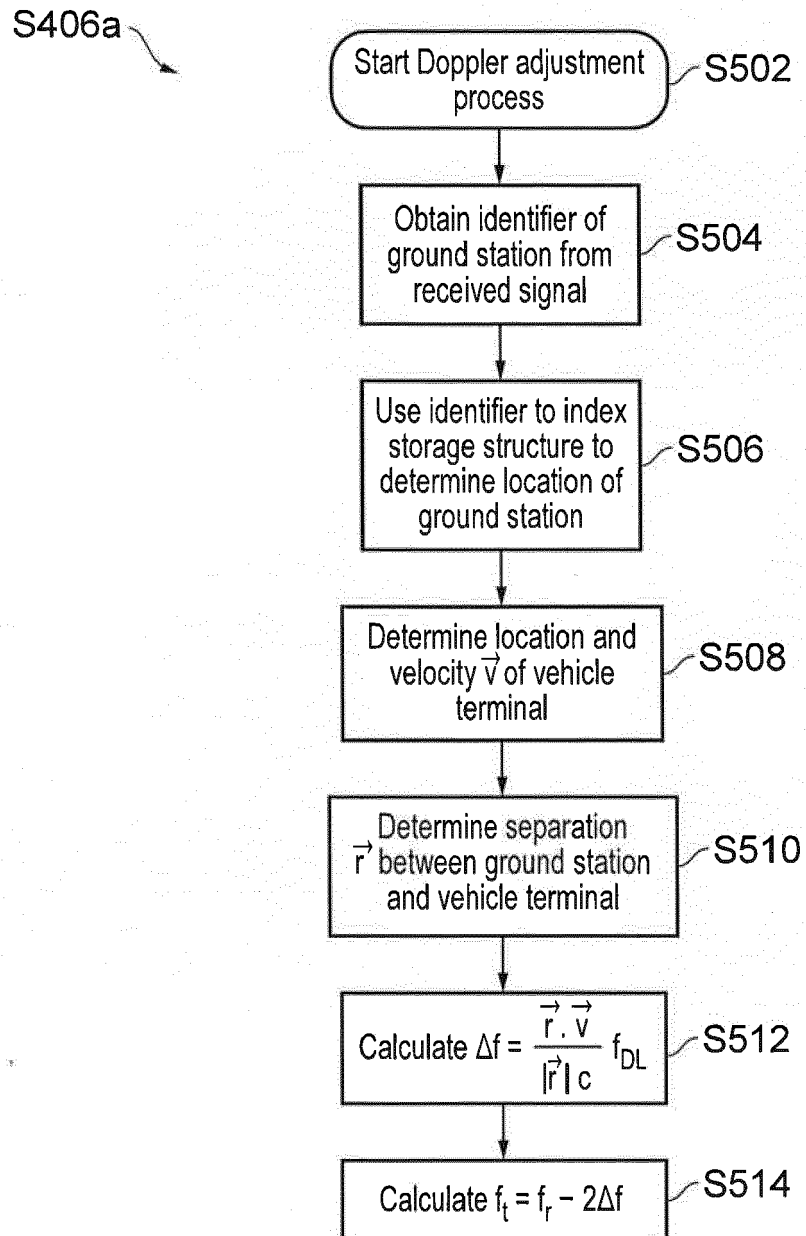 S406a
Start Doppler adjustment
process
S502
Obtain identifier of
ground station from
received signal
S504
Use identifier to index
storage structure to
determine location of
ground station
S506
Determine location and
velocity v⃗ of vehicle
terminal
S508
Determine separation
r⃗ between ground station
and vehicle terminal
S510
Calculate Δf = (r⃗ . v⃗) / (|r⃗| c) f_DL
S512
Calculate f_t = f_r − 2Δf
S514